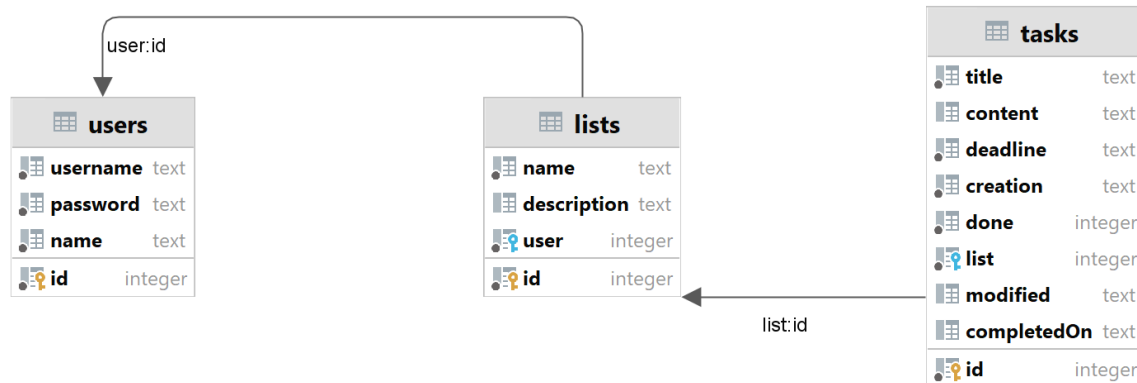 user:id
users
username text
password text
name text
id integer
lists
name text
description text
user integer
id integer
list:id
tasks
title text
content text
deadline text
creation text
done integer
list integer
modified text
completedOn text
id integer